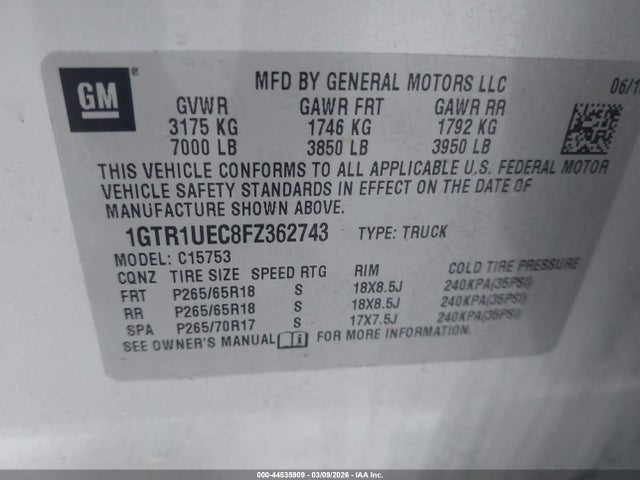 GM ® MFD BY GENERAL MOTORS LLC
GVWR GAWR FRT GAWR RR
3175 KG 1746 KG 1792 KG
7000 LB 3850 LB 3950 LB
THIS VEHICLE CONFORMS TO ALL APPLICABLE U.S. FEDERAL MOTOR
VEHICLE SAFETY STANDARDS IN EFFECT ON THE DATE OF
MANUFACTURE SHOWN ABOVE.
1GTR1UEC8FZ362743 TYPE: TRUCK
MODEL: C15753
CQNZ TIRE SIZE SPEED RTG RIM COLD TIRE PRESSURE
FRT P265/65R18 S 18X8.5J 240KPA(35PSI)
RR P265/65R18 S 18X8.5J 240KPA(35PSI)
SPA P265/70R17 S 17X7.5J 240KPA(35PSI)
SEE OWNER'S MANUAL FOR MORE INFORMATION.
000-44535909 - 03/09/2026 - IAAI, Inc.